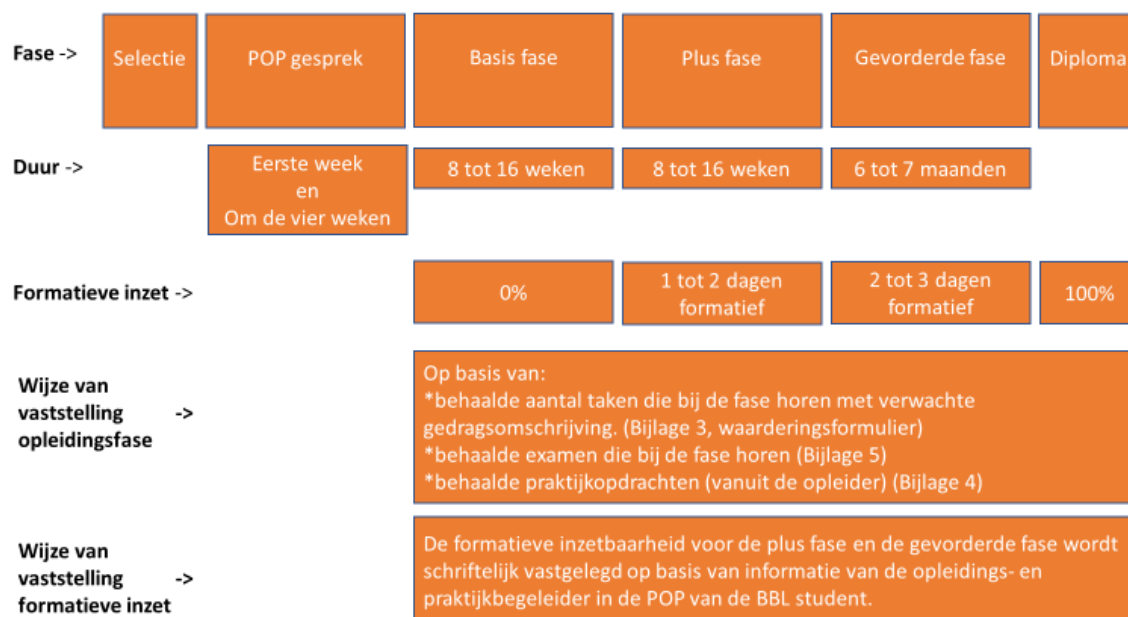 Fase -> Selectie POP gesprek Basis fase Plus fase Gevorderde fase Diploma
Duur -> Eerste week
en
Om de vier weken
8 tot 16 weken 8 tot 16 weken 6 tot 7 maanden
Formatieve inzet -> 0% 1 tot 2 dagen
formatief
2 tot 3 dagen
formatief
100%
Wijze van
vaststelling ->
opleidingsfase
Op basis van:
*behaalde aantal taken die bij de fase horen met verwachte
gedragsomschrijving. (Bijlage 3, waarderingsformulier)
*behaalde examen die bij de fase horen (Bijlage 5)
*behaalde praktijkopdrachten (vanuit de opleider) (Bijlage 4)
Wijze van
vaststelling ->
formatieve inzet
De formatieve inzetbaarheid voor de plus fase en de gevorderde fase wordt
schriftelijk vastgelegd op basis van informatie van de opleidings- en
praktijkbegeleider in de POP van de BBL student.